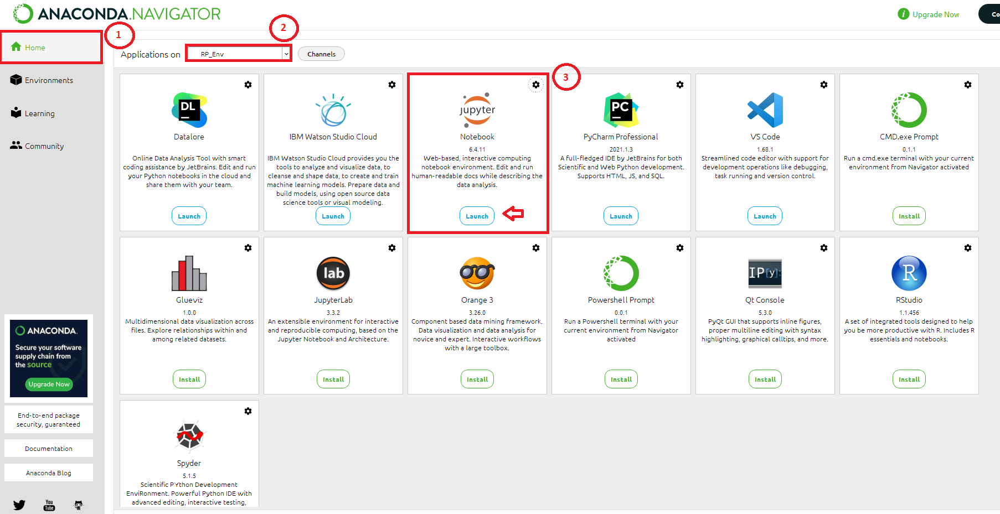 ANACONDA.NAVIGATOR
Upgrade Now
Co
1
2
Home
Applications on
RP_Env
Channels
3
Environments
Learning
Community
DL
Datalore
Online Data Analysis Tool with smart
coding assistance by JetBrains. Edit and run
your Python notebooks in the cloud and
share them with your team.
Launch
IBM Watson Studio Cloud
IBM Watson Studio Cloud provides you the
tools to analyze and visualize data, to
cleanse and shape data, to create and train
machine learning models. Prepare data and
build models, using open source data
science tools or visual modeling.
Launch
jupyter
Notebook
6.4.11
Web-based, interactive computing
notebook environment. Edit and run
human-readable docs while describing the
data analysis.
Launch
PC
PyCharm Professional
2021.1.3
A full-fledged IDE by JetBrains for both
Scientific and Web Python development.
Supports HTML, JS, and SQL.
Launch
VS Code
1.68.1
Streamlined code editor with support for
development operations like debugging,
task running and version control.
Launch
CMD.exe Prompt
0.1.1
Run a cmd.exe terminal with your current
environment from Navigator activated
Install
Glueviz
1.0.0
Multidimensional data visualization across
files. Explore relationships within and
among related datasets.
Install
lab
JupyterLab
3.3.2
An extensible environment for interactive
and reproducible computing, based on the
Jupyter Notebook and Architecture.
Install
Orange 3
3.26.0
Component based data mining framework.
Data visualization and data analysis for
novice and expert. Interactive workflows
with a large toolbox.
Install
Powershell Prompt
0.0.1
Run a Powershell terminal with your
current environment from Navigator
activated
Install
IP[y]:
Qt Console
5.3.0
PyQt GUI that supports inline figures,
proper multiline editing with syntax
highlighting, graphical calltips, and more.
Install
R
RStudio
1.1.456
A set of integrated tools designed to help
you be more productive with R. Includes R
essentials and notebooks.
Install
Spyder
5.1.5
Scientific PYthon Development
EnviRonment. Powerful Python IDE with
advanced editing, interactive testing,
ANACONDA.
Secure your software
supply chain from
the source
Upgrade Now
End-to-end package
security, guaranteed
Documentation
Anaconda Blog
You
Tube